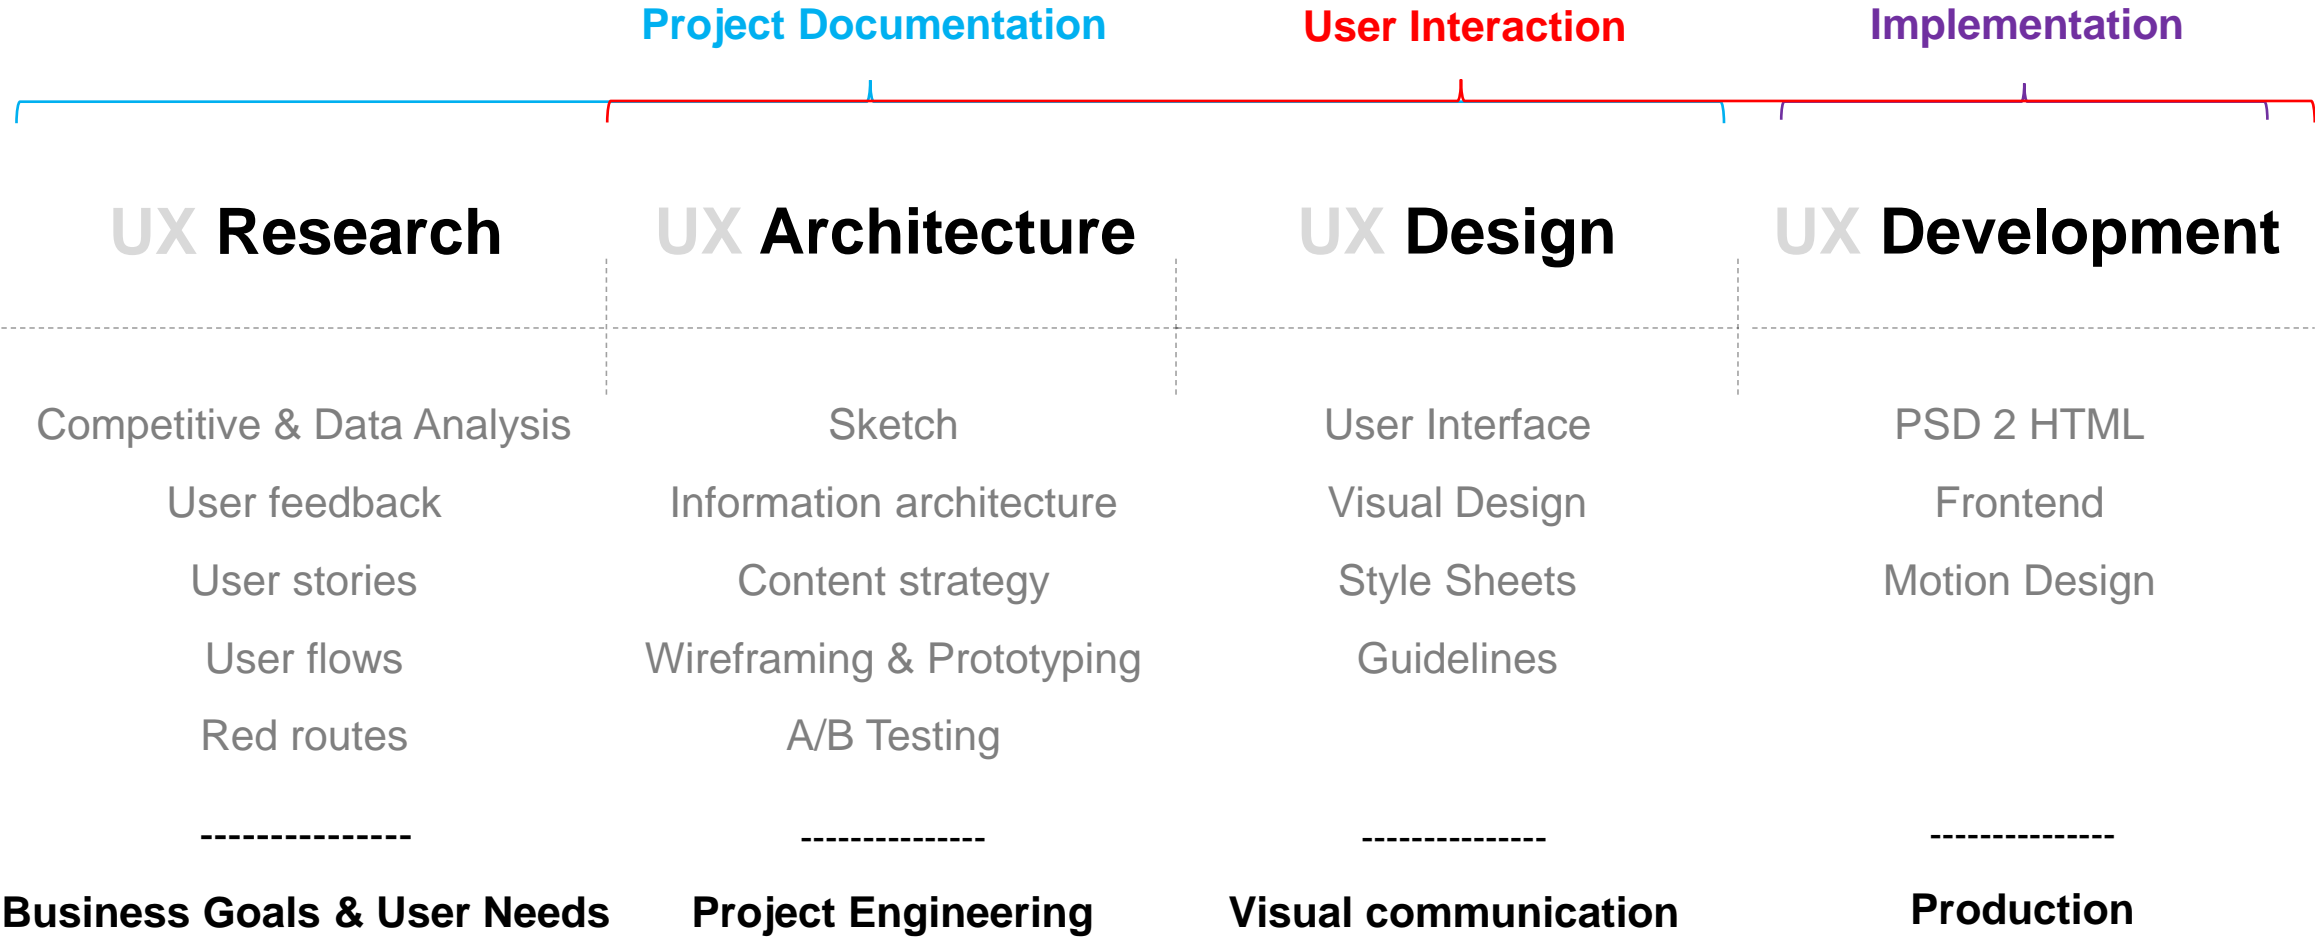 Project Documentation
User Interaction
Implementation
UX Research
UX Architecture
UX Design
UX Development
Competitive & Data Analysis
User feedback
User stories
User flows
Red routes
---------------
Business Goals & User Needs
Sketch
Information architecture
Content strategy
Wireframing & Prototyping
A/B Testing
---------------
Project Engineering
User Interface
Visual Design
Style Sheets
Guidelines
---------------
Visual communication
PSD 2 HTML
Frontend
Motion Design
---------------
Production